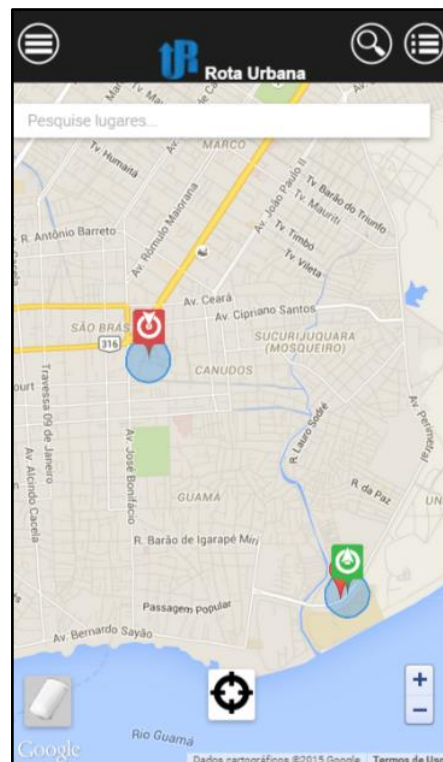 Rota Urbana
Pesquise lugares...
MARCO
Tv. Humaitá
Av. Rômulo Maiorana
Av. João Paulo II
Tv. Barão do Triunfo
Tv. Mauriti
Tv. Timbó
Tv. Vileta
R. Antônio Barreto
Av. Ceará
Av. Cipriano Santos
SÃO BRÁS
316
SUCURIJUQUARA
(MOSQUEIRO)
CANUDOS
Travessa 09 de Janeiro
Av. Alcindo Cacela
Av. José Bonifácio
R. Lauro Sodré
Av. Perimetral
R. da Paz
GUAMÁ
R. Barão de Igarapé Miri
Passagem Popular
Av. Bernardo Sayão
+
−
Rio Guamá
Google
Dados cartográficos ©2015 Google
Termos de Uso